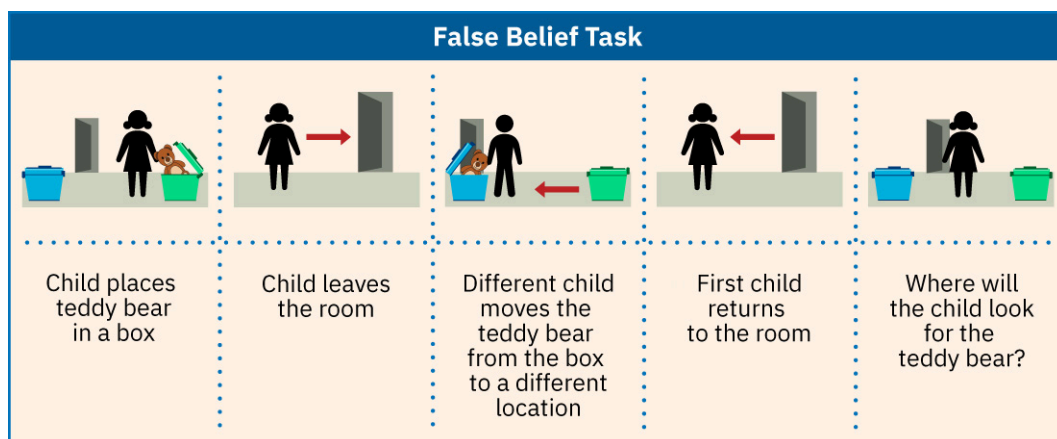 False Belief Task
Child places
teddy bear
in a box
Child leaves
the room
Different child
moves the
teddy bear
from the box
to a different
location
First child
returns
to the room
Where will
the child look
for the
teddy bear?